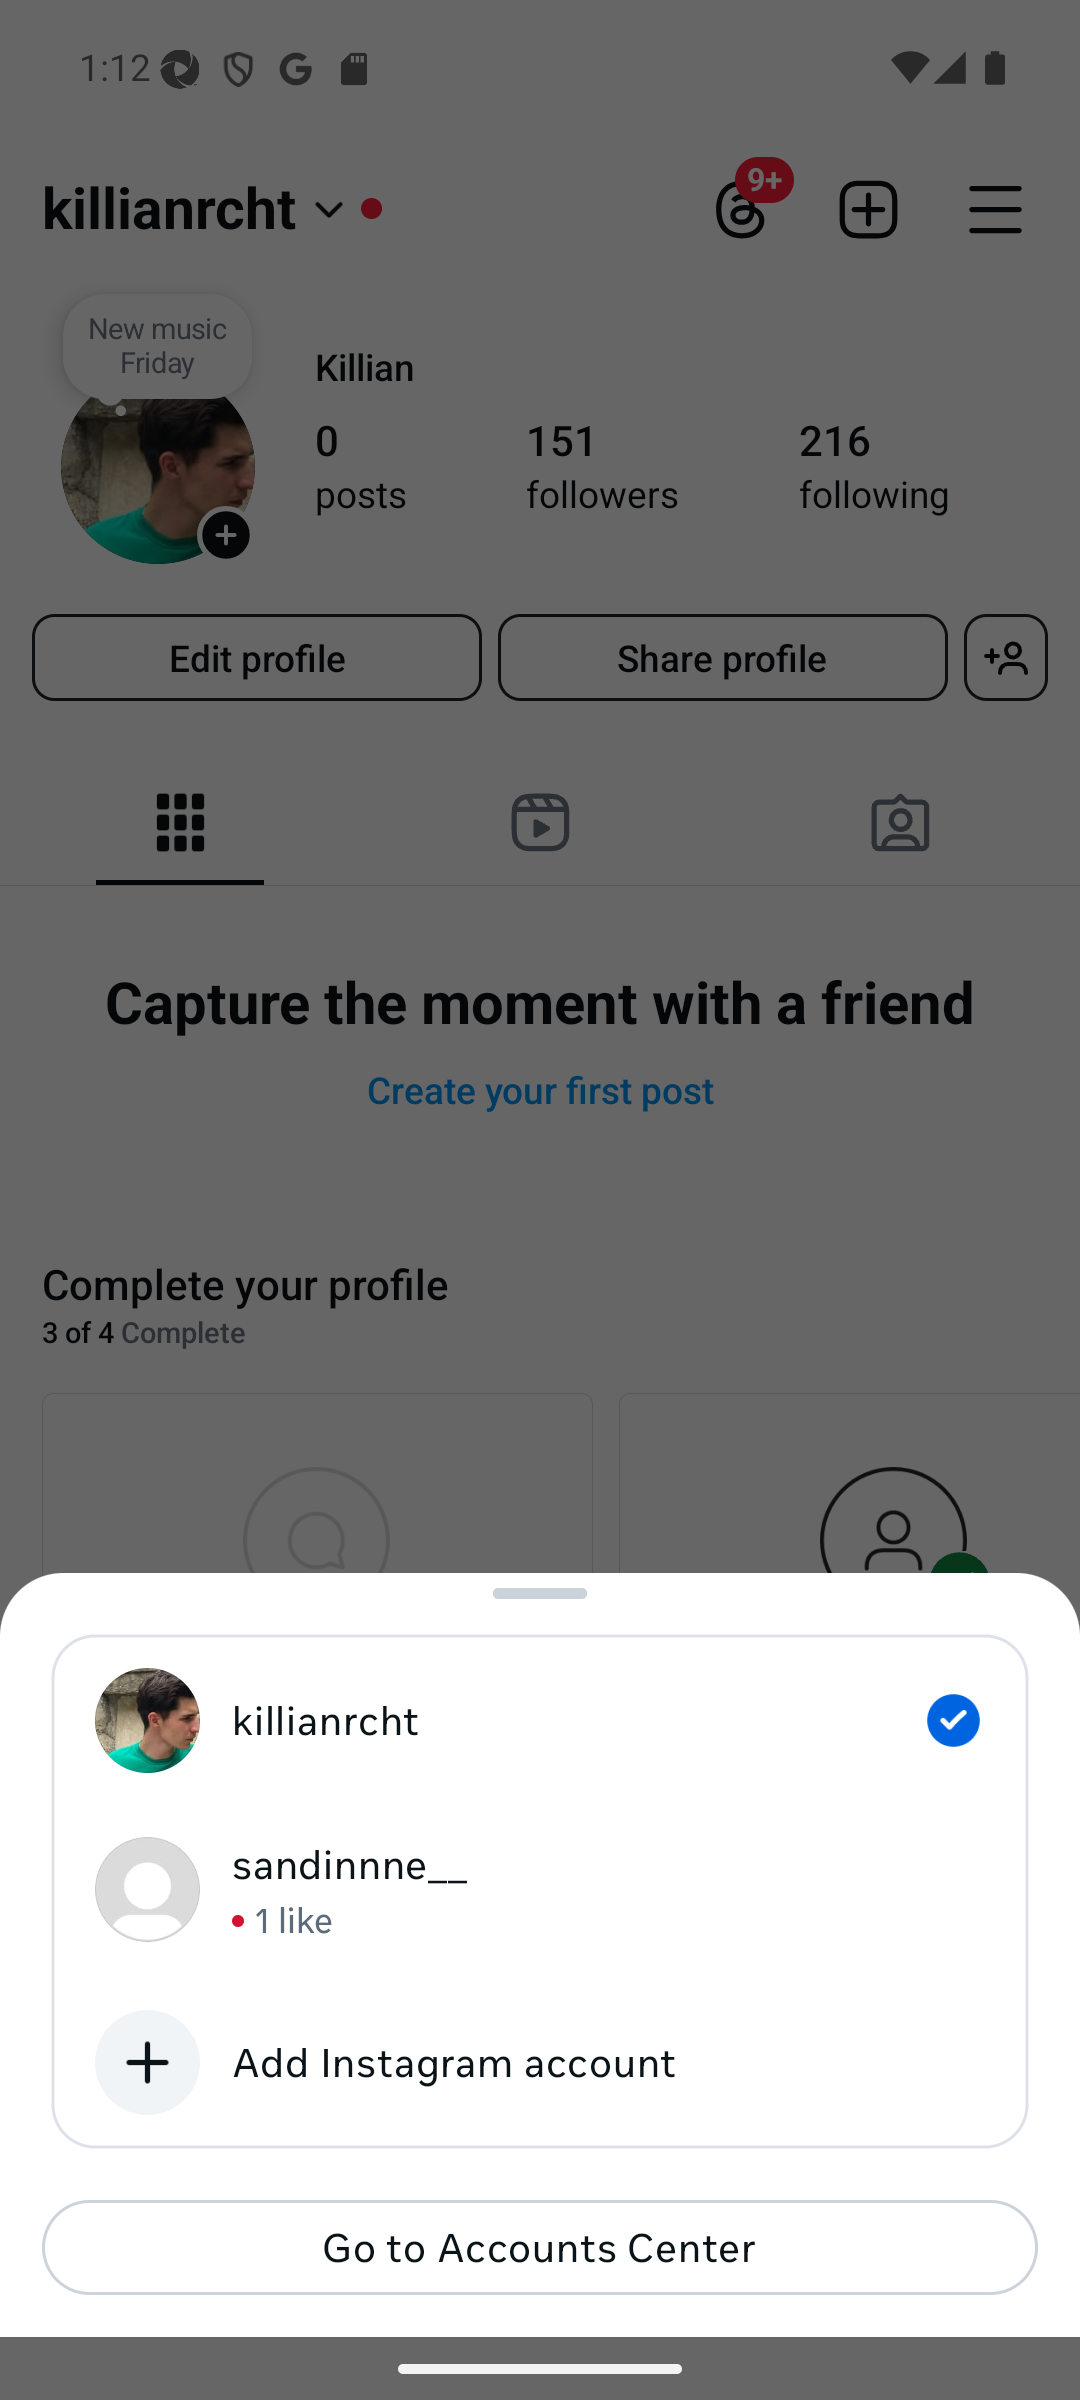 1:12
killianrcht
9+
New music
Friday
Killian
0
posts
151
followers
216
following
Edit profile
Share profile
Capture the moment with a friend
Create your first post
Complete your profile
3 of 4 Complete
killianrcht
sandinnne__
1 like
Add Instagram account
Go to Accounts Center